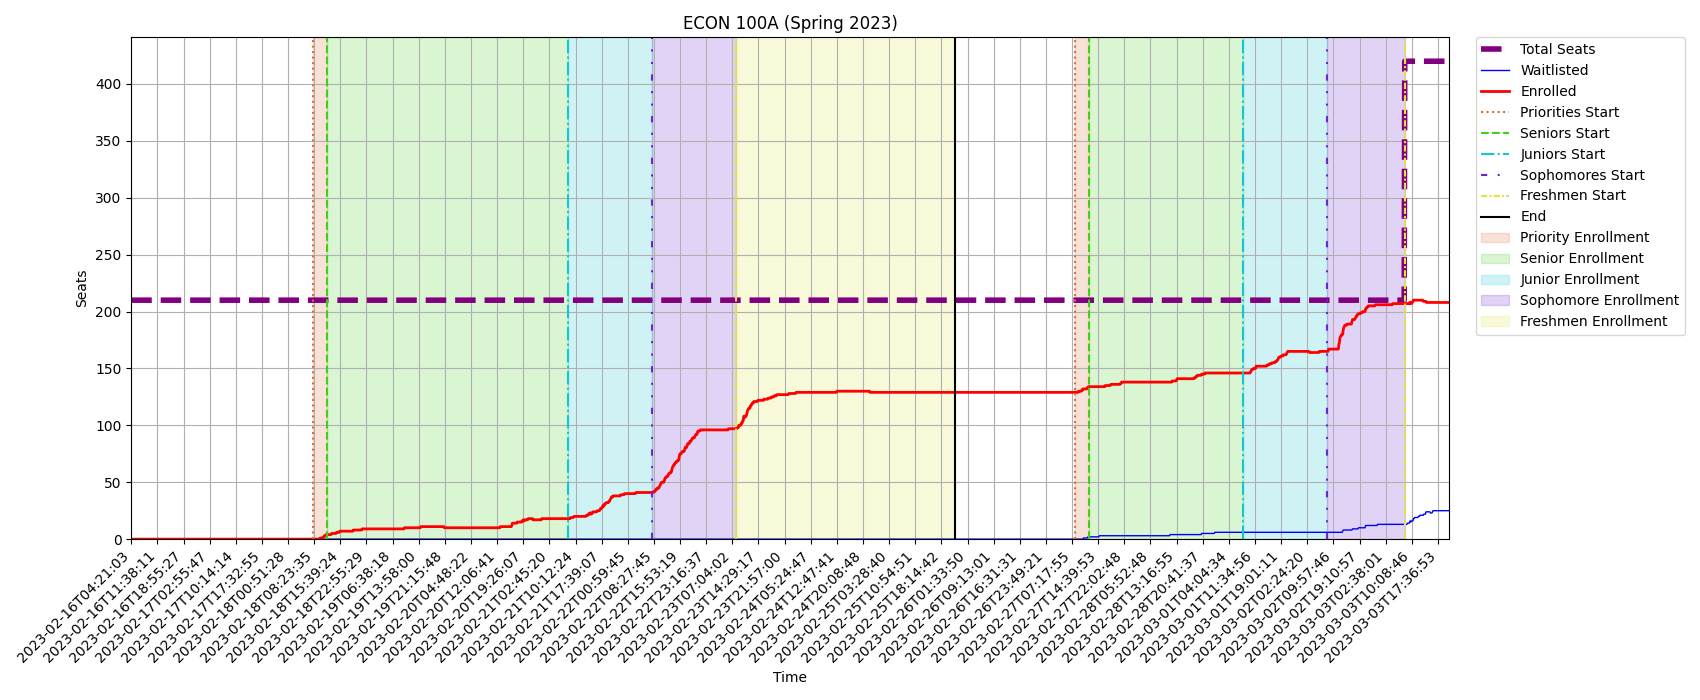 ECON 100A (Spring 2023)
Seats
400
350
300
250
200
150
100
50
0
2023-02-16T04:21:03
2023-02-16T11:38:11
2023-02-16T18:55:27
2023-02-17T02:55:47
2023-02-17T10:14:14
2023-02-17T17:32:55
2023-02-18T00:51:28
2023-02-18T08:23:35
2023-02-18T15:39:24
2023-02-18T22:55:29
2023-02-19T06:38:18
2023-02-19T13:58:00
2023-02-19T21:15:48
2023-02-20T04:48:22
2023-02-20T12:06:41
2023-02-20T19:26:07
2023-02-21T02:45:20
2023-02-21T10:12:24
2023-02-21T17:39:07
2023-02-22T00:59:45
2023-02-22T08:27:45
2023-02-22T15:53:19
2023-02-22T23:16:37
2023-02-23T07:04:02
2023-02-23T14:29:17
2023-02-23T21:57:00
2023-02-24T05:24:47
2023-02-24T12:47:41
2023-02-24T20:08:48
2023-02-25T03:28:40
2023-02-25T10:54:51
2023-02-25T18:14:42
2023-02-26T01:33:50
2023-02-26T09:13:01
2023-02-26T16:31:31
2023-02-26T23:49:21
2023-02-27T07:17:55
2023-02-27T14:39:53
2023-02-27T22:02:48
2023-02-28T05:52:48
2023-02-28T13:16:55
2023-02-28T20:41:37
2023-03-01T04:04:34
2023-03-01T11:34:56
2023-03-01T19:01:11
2023-03-02T02:24:20
2023-03-02T09:57:46
2023-03-02T19:10:57
2023-03-03T02:38:01
2023-03-03T10:08:46
2023-03-03T17:36:53
Time
Total Seats
Waitlisted
Enrolled
Priorities Start
Seniors Start
Juniors Start
Sophomores Start
Freshmen Start
End
Priority Enrollment
Senior Enrollment
Junior Enrollment
Sophomore Enrollment
Freshmen Enrollment